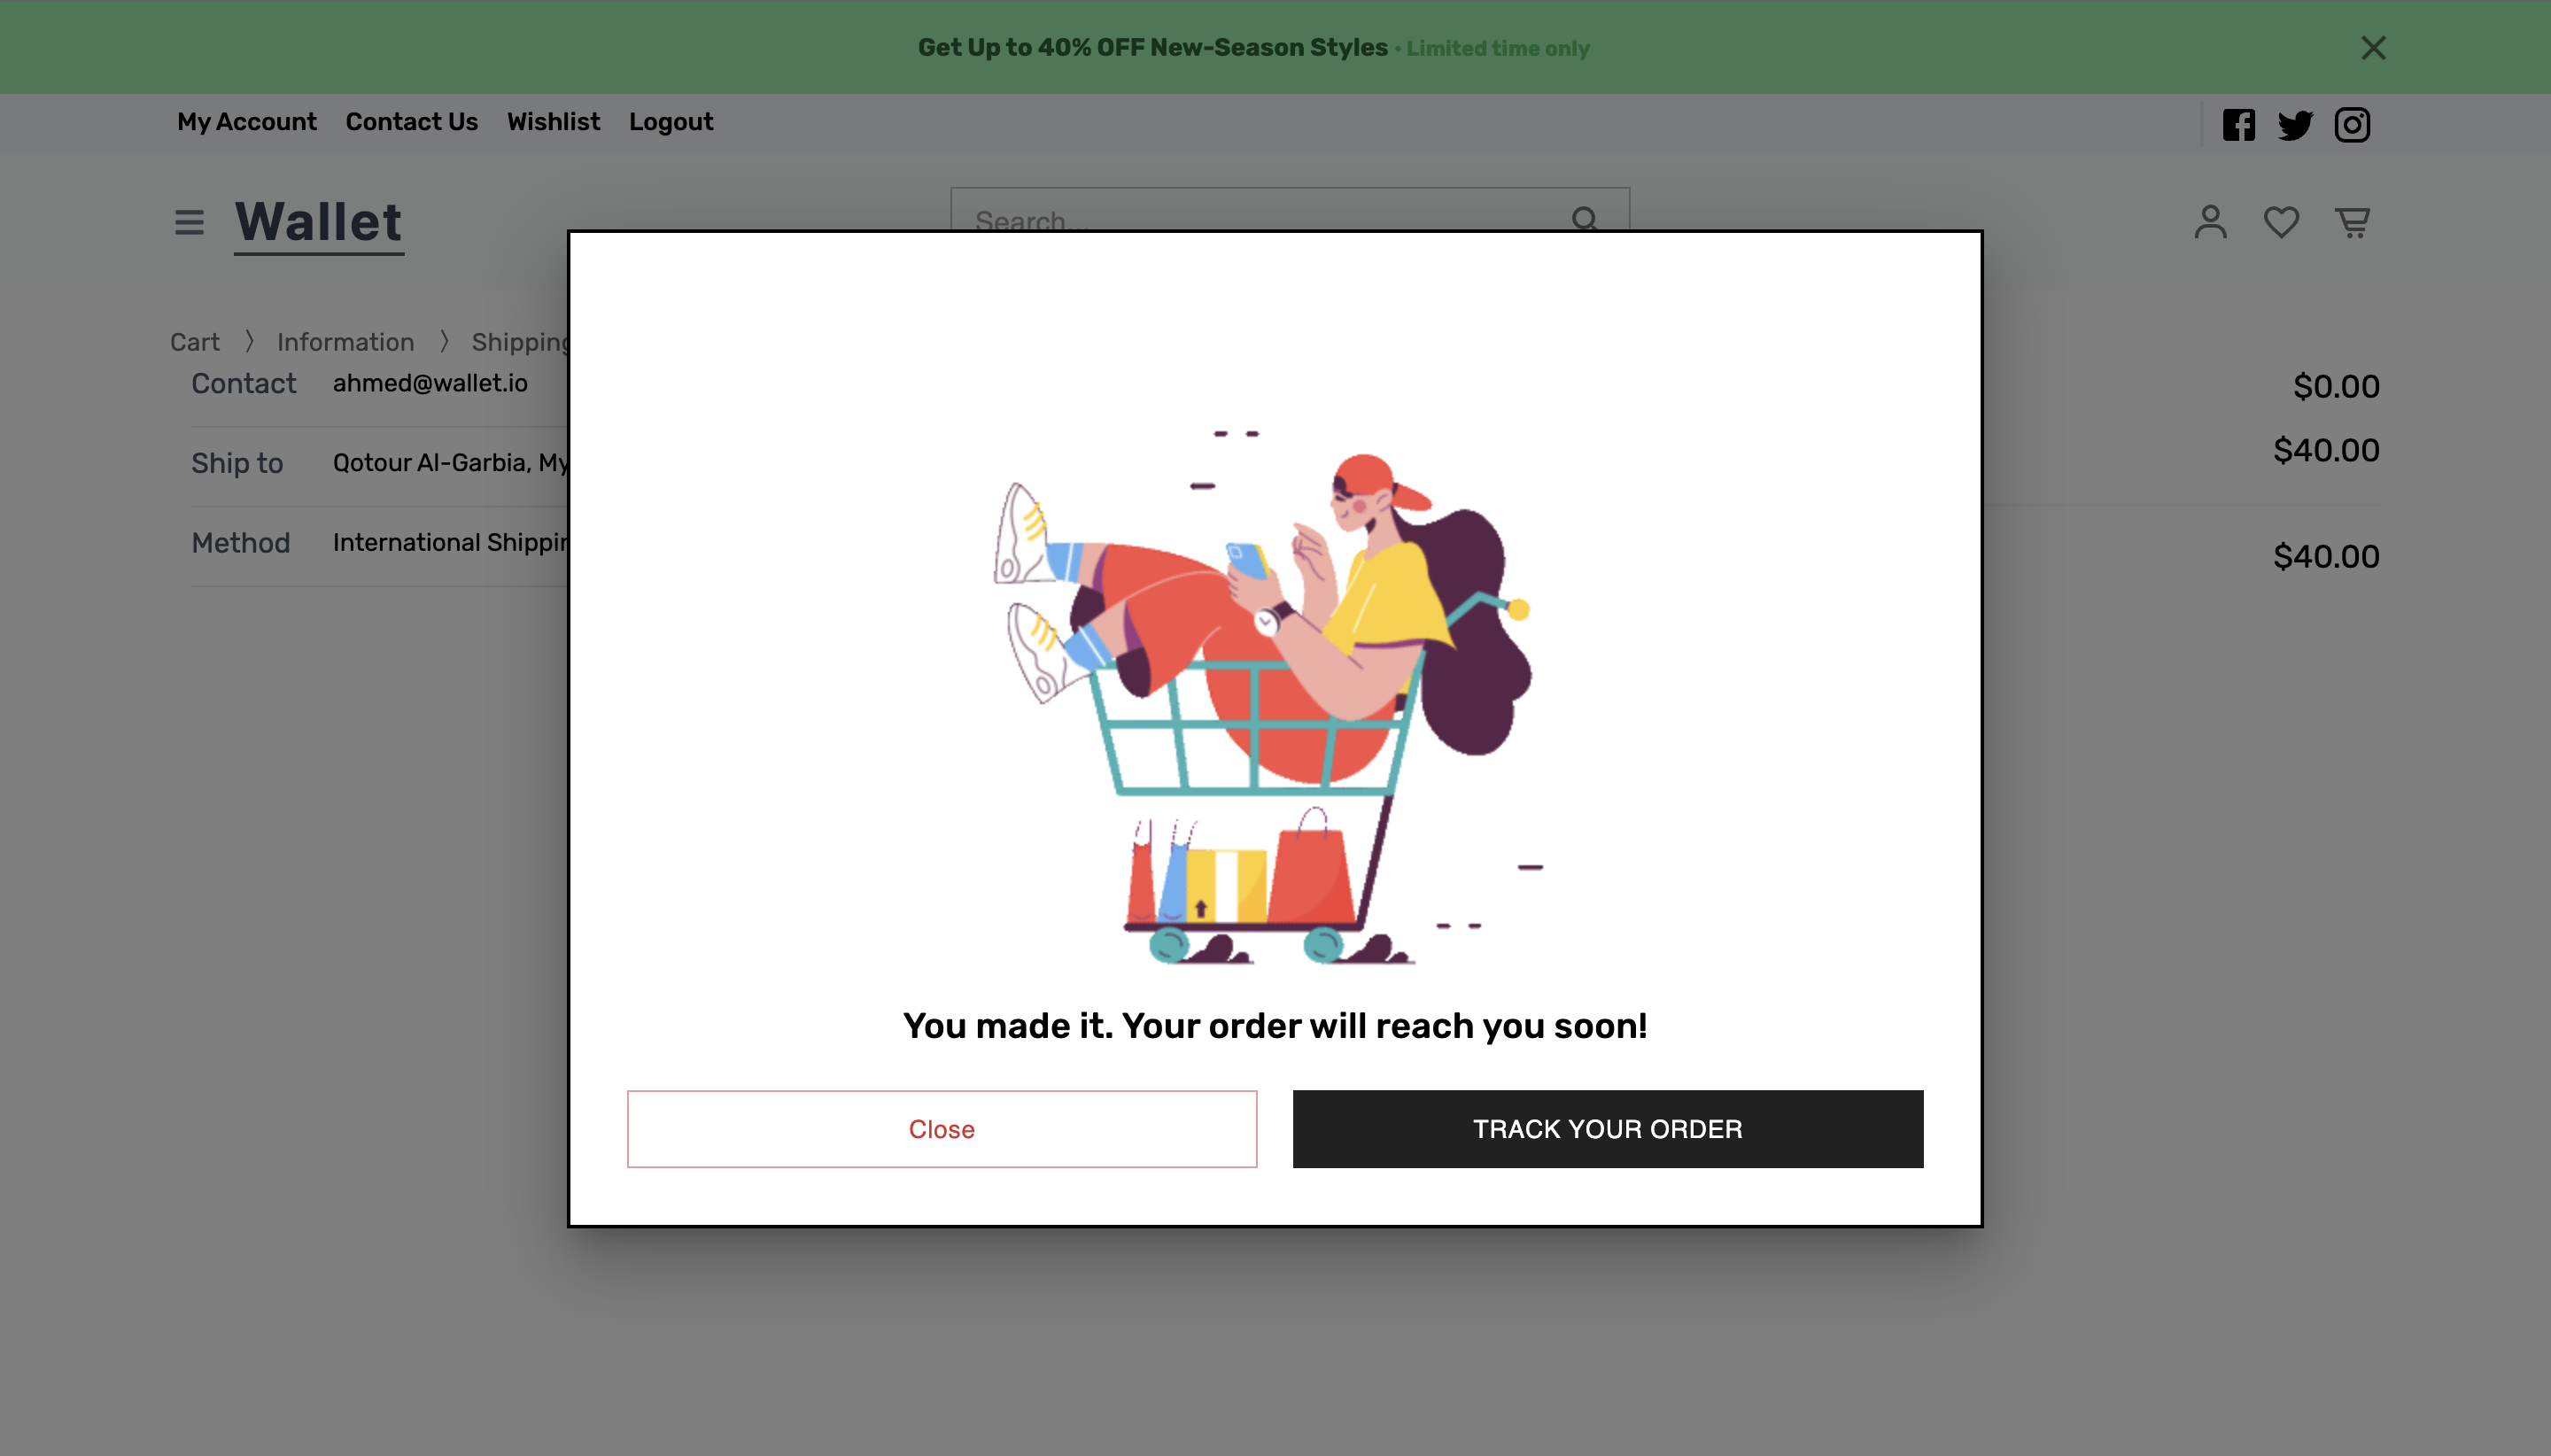 Get Up to 40% OFF New-Season Styles · Limited time only
My Account Contact Us Wishlist Logout
Wallet
Search...
Cart 〉 Information 〉 Shipping
Contact ahmed@wallet.io $0.00
Ship to Qotour Al-Garbia, My $40.00
Method International Shippin $40.00
You made it. Your order will reach you soon!
Close TRACK YOUR ORDER